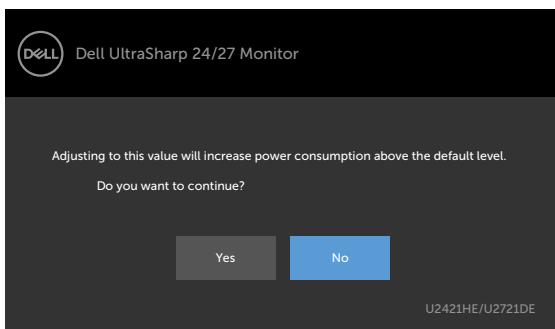 DELL
Dell UltraSharp 24/27 Monitor
Adjusting to this value will increase power consumption above the default level.
Do you want to continue?
Yes
No
U2421HE/U2721DE